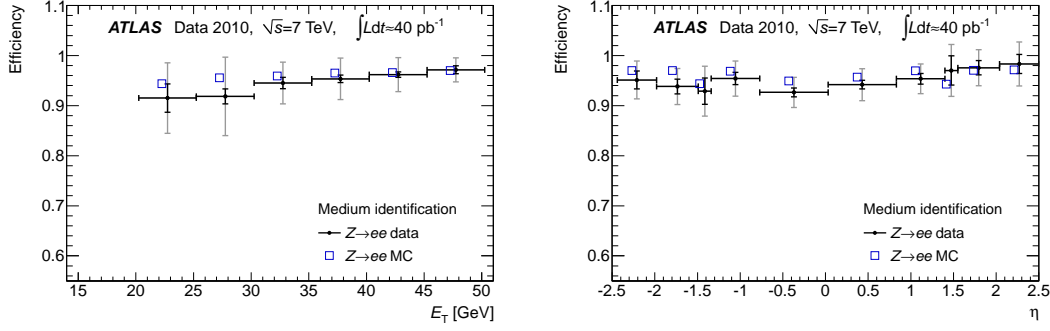 ATLAS Data 2010, √s=7 TeV, ∫Ldt≈40 pb⁻¹
Efficiency
1.1
1
0.9
0.8
0.7
0.6
Medium identification
Z→ee data
Z→ee MC
15 20 25 30 35 40 45 50
E_T [GeV]
ATLAS Data 2010, √s=7 TeV, ∫Ldt≈40 pb⁻¹
Efficiency
1.1
1
0.9
0.8
0.7
0.6
Medium identification
Z→ee data
Z→ee MC
-2.5 -2 -1.5 -1 -0.5 0 0.5 1 1.5 2 2.5
η